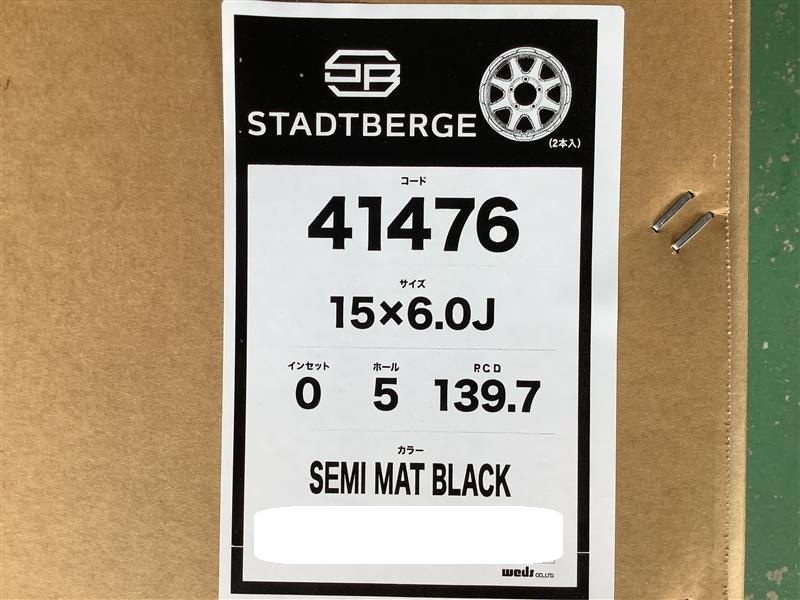 SB
STADTBERGE
(2本入)
コード
41476
サイズ
15×6.0J
インセット ホール P.C.D
0 5 139.7
カラー
SEMI MAT BLACK
weds CO.,LTD.